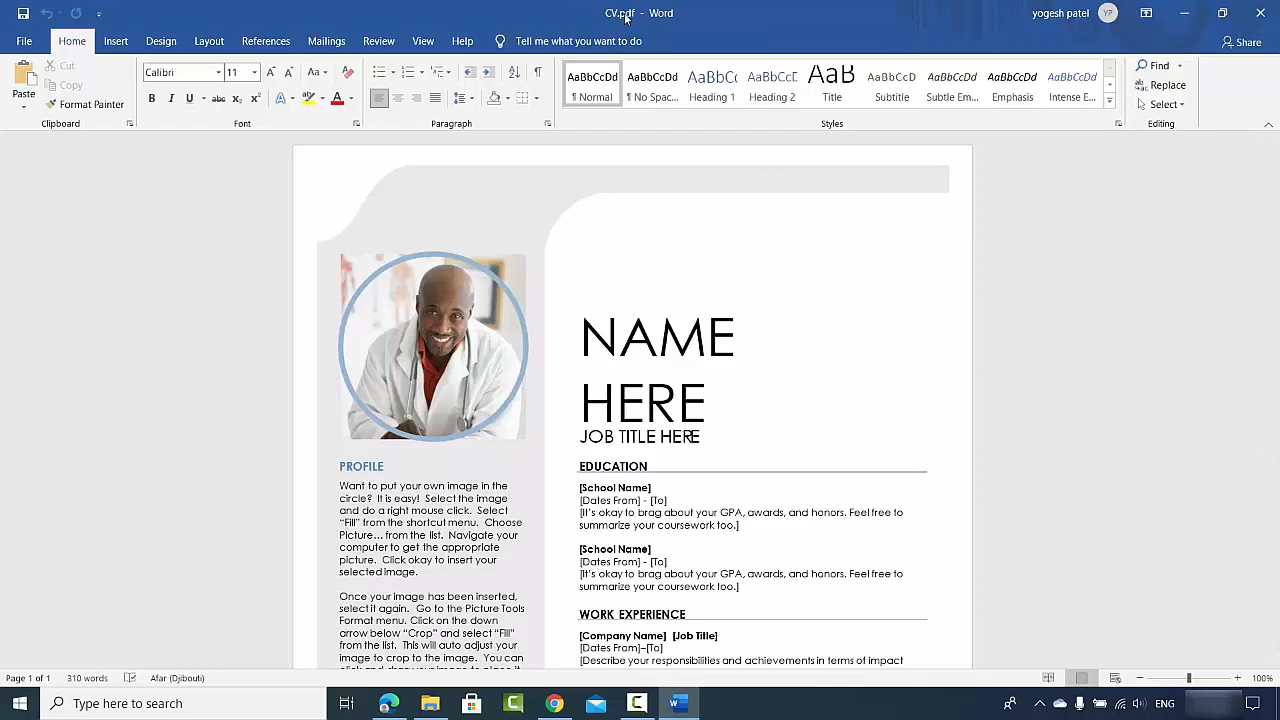 CV.pdf - Word
yogesh patel
YP
File Home Insert Design Layout References Mailings Review View Help Tell me what you want to do
Share
Paste
Cut
Copy
Format Painter
Clipboard
Calibri 11
Font
Paragraph
AaBbCcDd AaBbCcDd AaBbCc AaBbCcD AaB AaBbCcD AaBbCcDd AaBbCcDd AaBbCcDd
¶ Normal ¶ No Spac... Heading 1 Heading 2 Title Subtitle Subtle Em... Emphasis Intense E...
Styles
Find
Replace
Select
Editing
NAME
HERE
JOB TITLE HERE
PROFILE
Want to put your own image in the
circle? It is easy! Select the image
and do a right mouse click. Select
“Fill” from the shortcut menu. Choose
Picture… from the list. Navigate your
computer to get the appropriate
picture. Click okay to insert your
selected image.
Once your image has been inserted,
select it again. Go to the Picture Tools
Format menu. Click on the down
arrow below “Crop” and select “Fill”
from the list. This will auto adjust your
image to crop to the image. You can
EDUCATION
[School Name]
[Dates From] - [To]
[It’s okay to brag about your GPA, awards, and honors. Feel free to
summarize your coursework too.]
[School Name]
[Dates From] - [To]
[It’s okay to brag about your GPA, awards, and honors. Feel free to
summarize your coursework too.]
WORK EXPERIENCE
[Company Name] [Job Title]
[Dates From]–[To]
[Describe your responsibilities and achievements in terms of impact
Page 1 of 1 310 words Afar (Djibouti) 100%
Type here to search
ENG